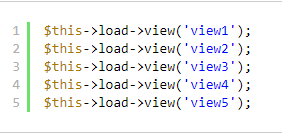 1 $this->load->view('view1');
2 $this->load->view('view2');
3 $this->load->view('view3');
4 $this->load->view('view4');
5 $this->load->view('view5');